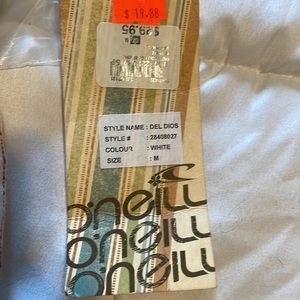 $ 19.88
$29.95
STYLE NAME : DEL DIOS
STYLE # : 28408027
COLOUR : WHITE
SIZE : M
O'NEILL
O'NEILL
O'NEILL